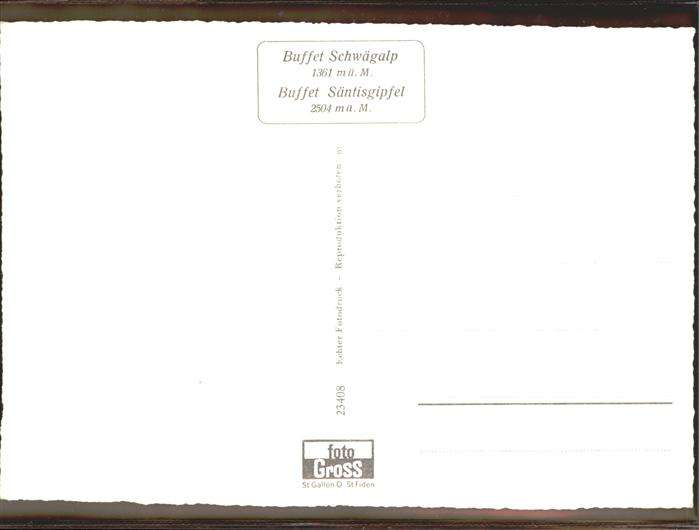 Buffet Schwägalp
1361 m ü. M.
Buffet Säntisgipfel
2504 m ü. M.
23408 Echter Fotodruck – Reproduktion verboten
foto
Gross
St Gallen O St Fiden